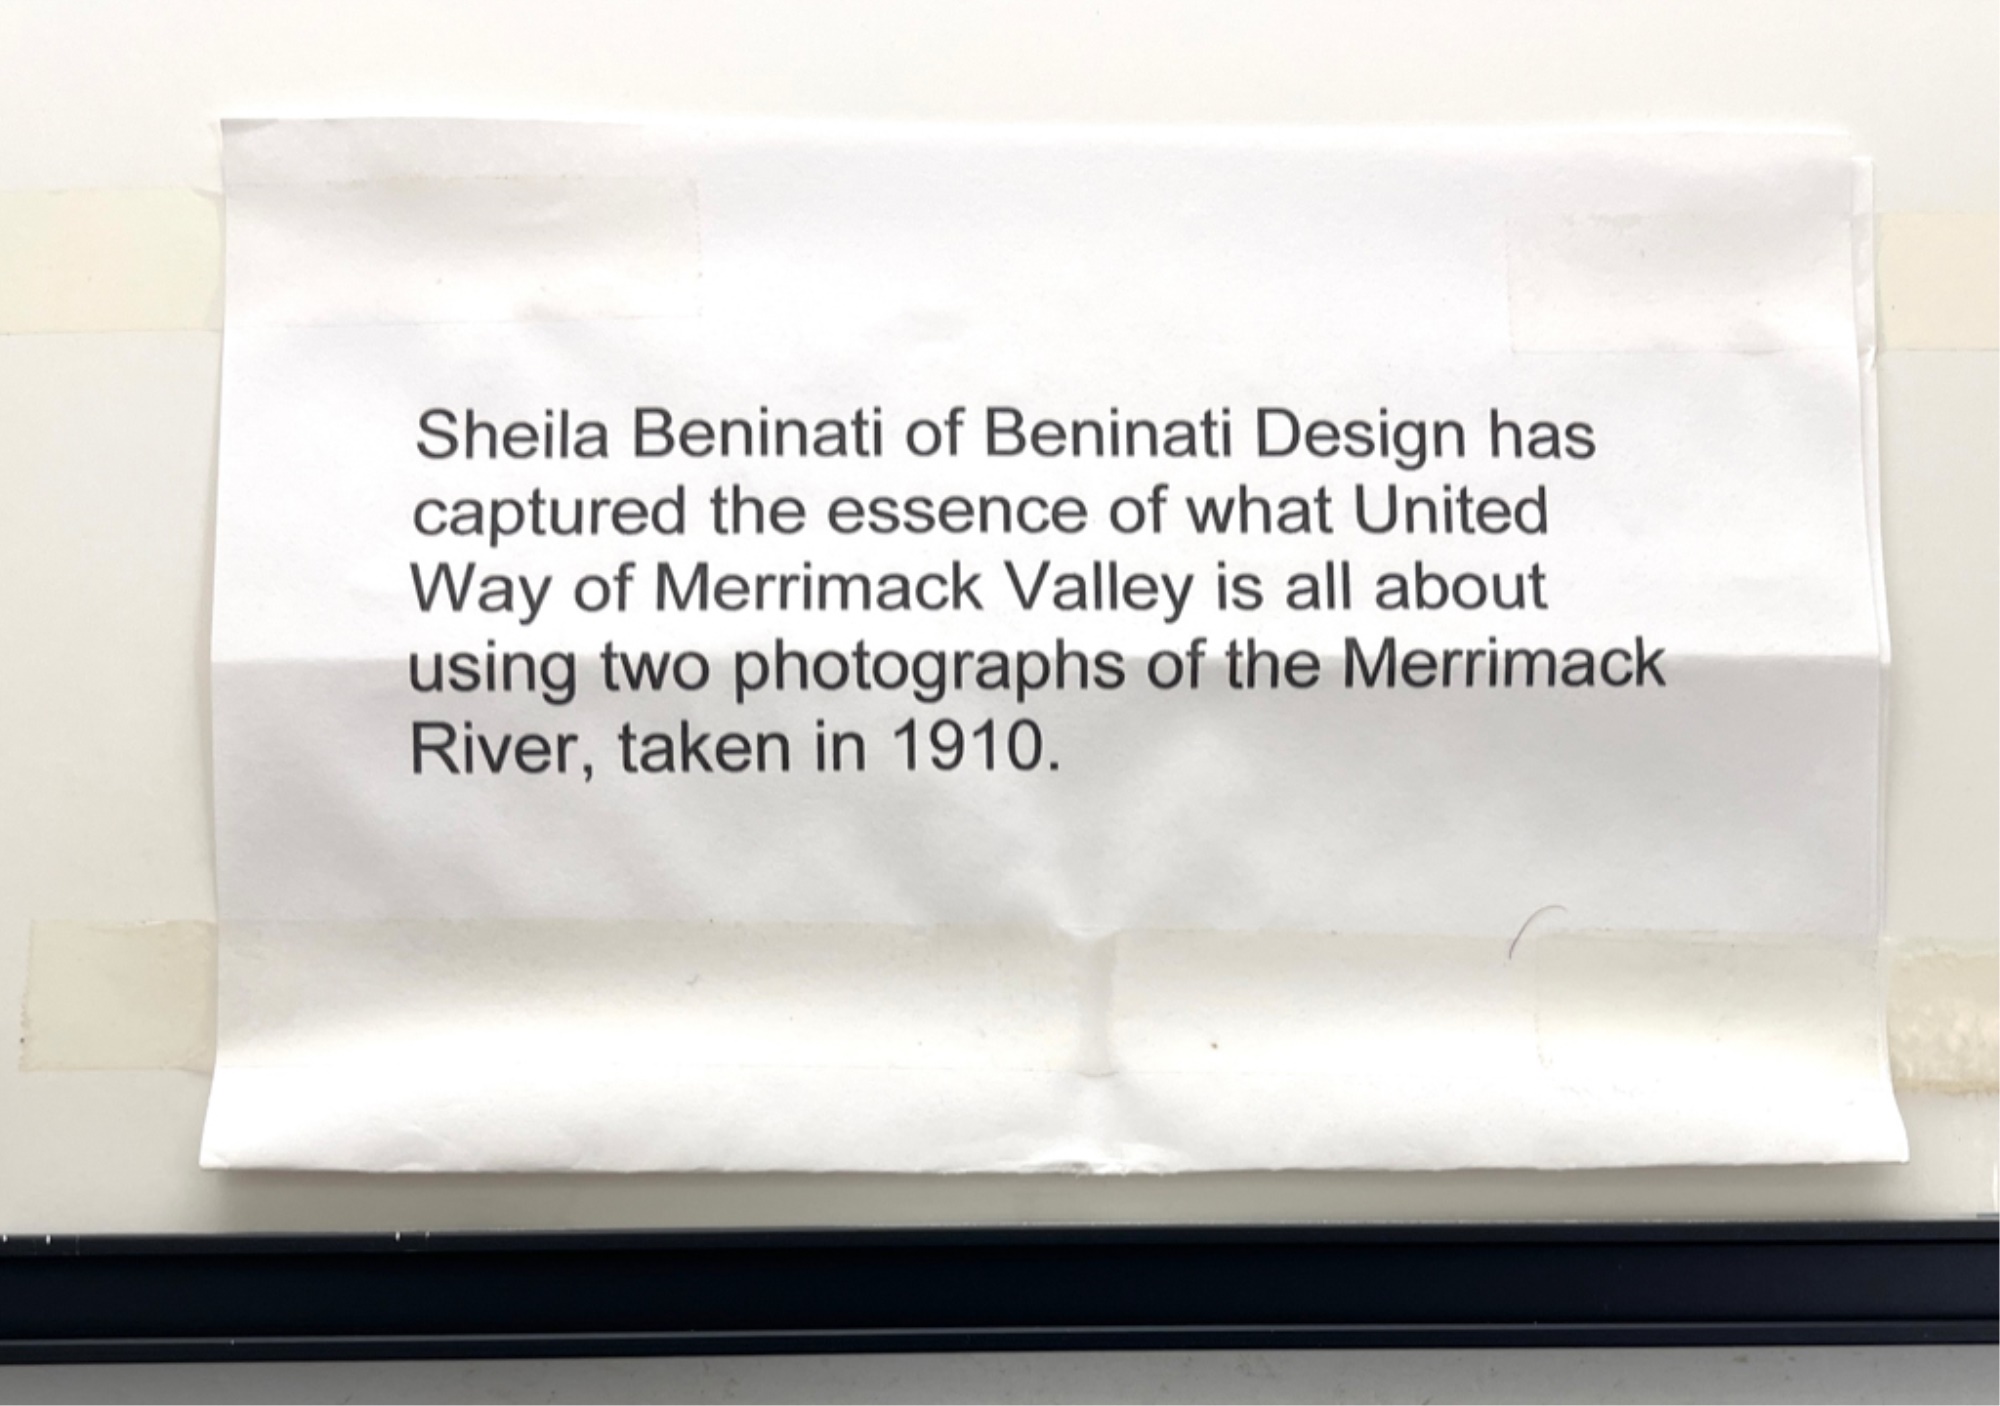 Sheila Beninati of Beninati Design has
captured the essence of what United
Way of Merrimack Valley is all about
using two photographs of the Merrimack
River, taken in 1910.